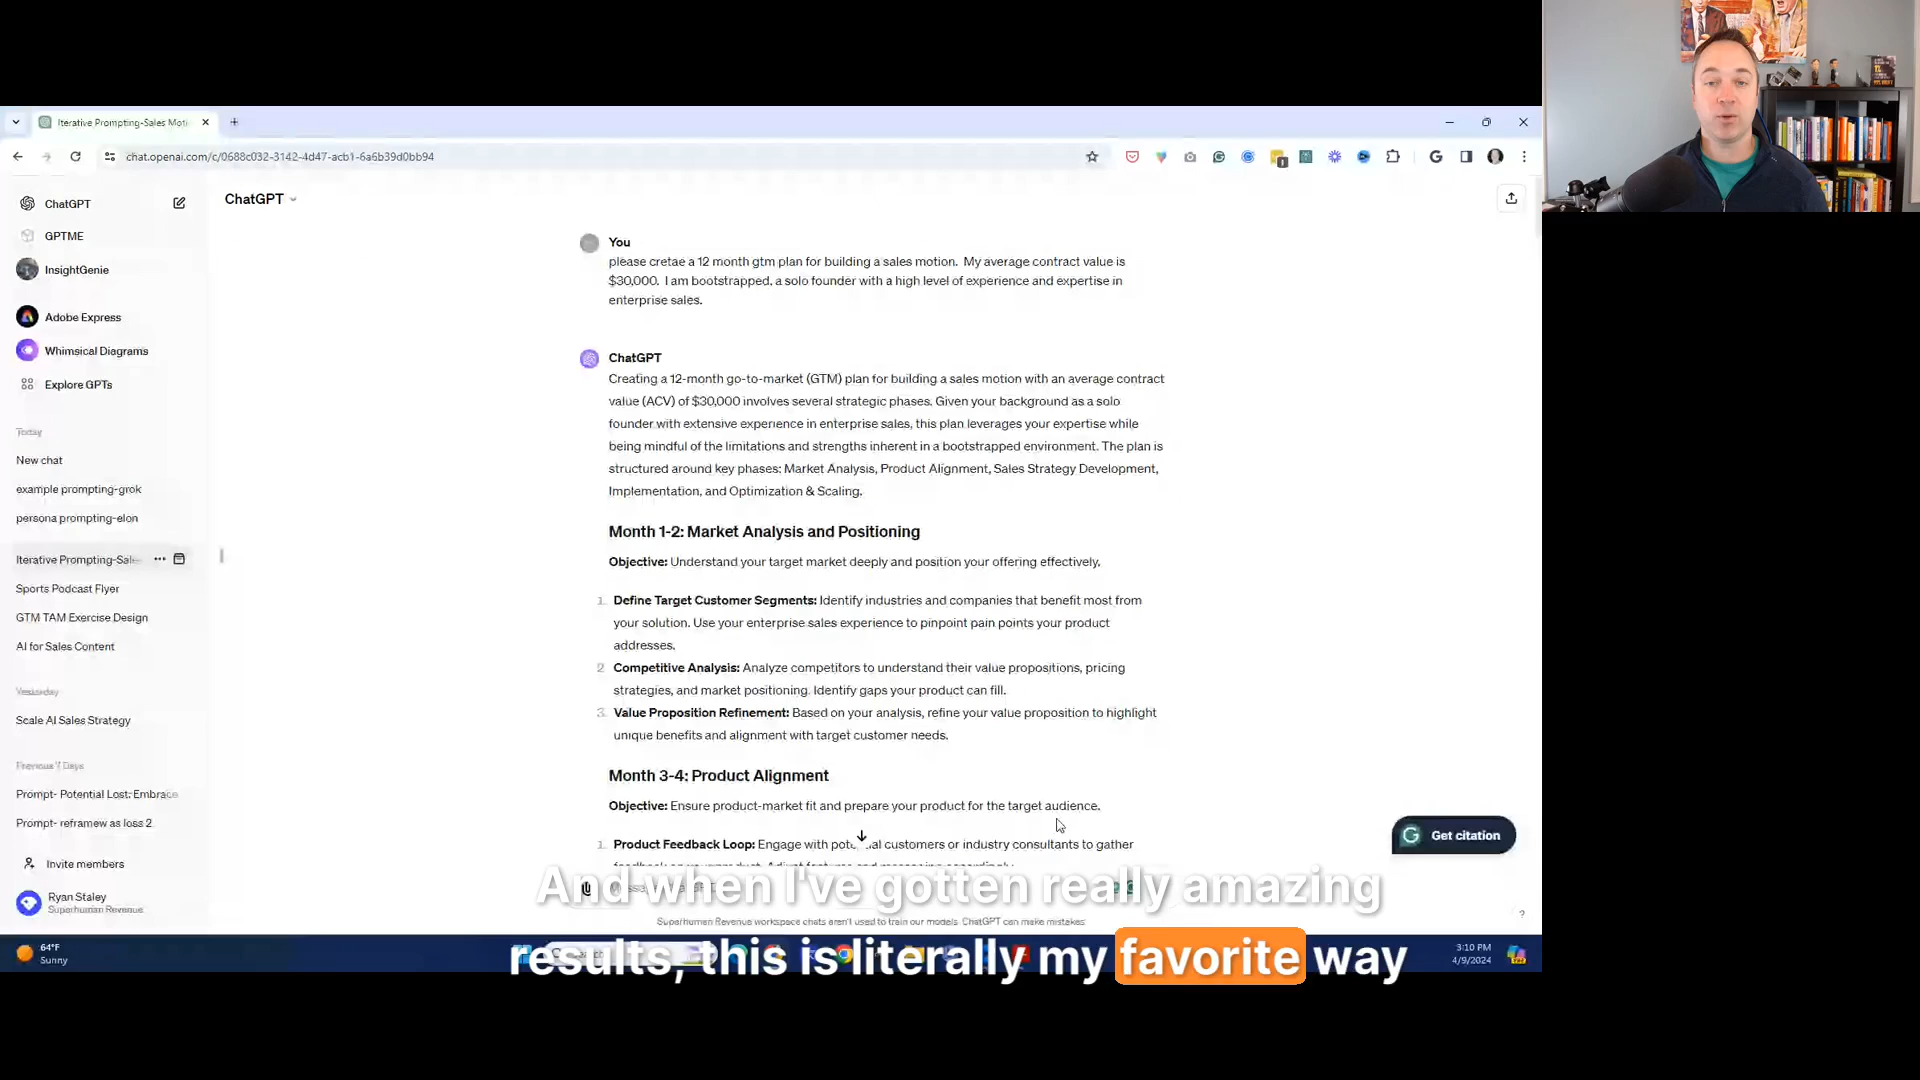 Iterative Prompting-Sales Moti
chat.openai.com/c/0688c032-3142-4d47-acb1-6a6b39d0bb94
ChatGPT
GPTME
InsightGenie
Adobe Express
Whimsical Diagrams
Explore GPTs
Today
New chat
example prompting-grok
persona prompting-elon
Iterative Prompting-Sale
Sports Podcast Flyer
GTM TAM Exercise Design
AI for Sales Content
Yesterday
Scale AI Sales Strategy
Previous 7 Days
Prompt- Potential Lost: Embrace
Prompt- reframew as loss 2
Invite members
Ryan Staley
Superhuman Revenue
ChatGPT
You
please cretae a 12 month gtm plan for building a sales motion. My average contract value is
$30,000. I am bootstrapped, a solo founder with a high level of experience and expertise in
enterprise sales.
ChatGPT
Creating a 12-month go-to-market (GTM) plan for building a sales motion with an average contract
value (ACV) of $30,000 involves several strategic phases. Given your background as a solo
founder with extensive experience in enterprise sales, this plan leverages your expertise while
being mindful of the limitations and strengths inherent in a bootstrapped environment. The plan is
structured around key phases: Market Analysis, Product Alignment, Sales Strategy Development,
Implementation, and Optimization & Scaling.
Month 1-2: Market Analysis and Positioning
Objective: Understand your target market deeply and position your offering effectively.
1. Define Target Customer Segments: Identify industries and companies that benefit most from
your solution. Use your enterprise sales experience to pinpoint pain points your product
addresses.
2. Competitive Analysis: Analyze competitors to understand their value propositions, pricing
strategies, and market positioning. Identify gaps your product can fill.
3. Value Proposition Refinement: Based on your analysis, refine your value proposition to highlight
unique benefits and alignment with target customer needs.
Month 3-4: Product Alignment
Objective: Ensure product-market fit and prepare your product for the target audience.
1. Product Feedback Loop: Engage with customers or industry consultants to gather
Get citation
And when I've gotten really amazing
results, this is literally my favorite way
Superhuman Revenue workspace chats aren't used to train our models. ChatGPT can make mistakes.
?
64°F
Sunny
3:10 PM
4/9/2024